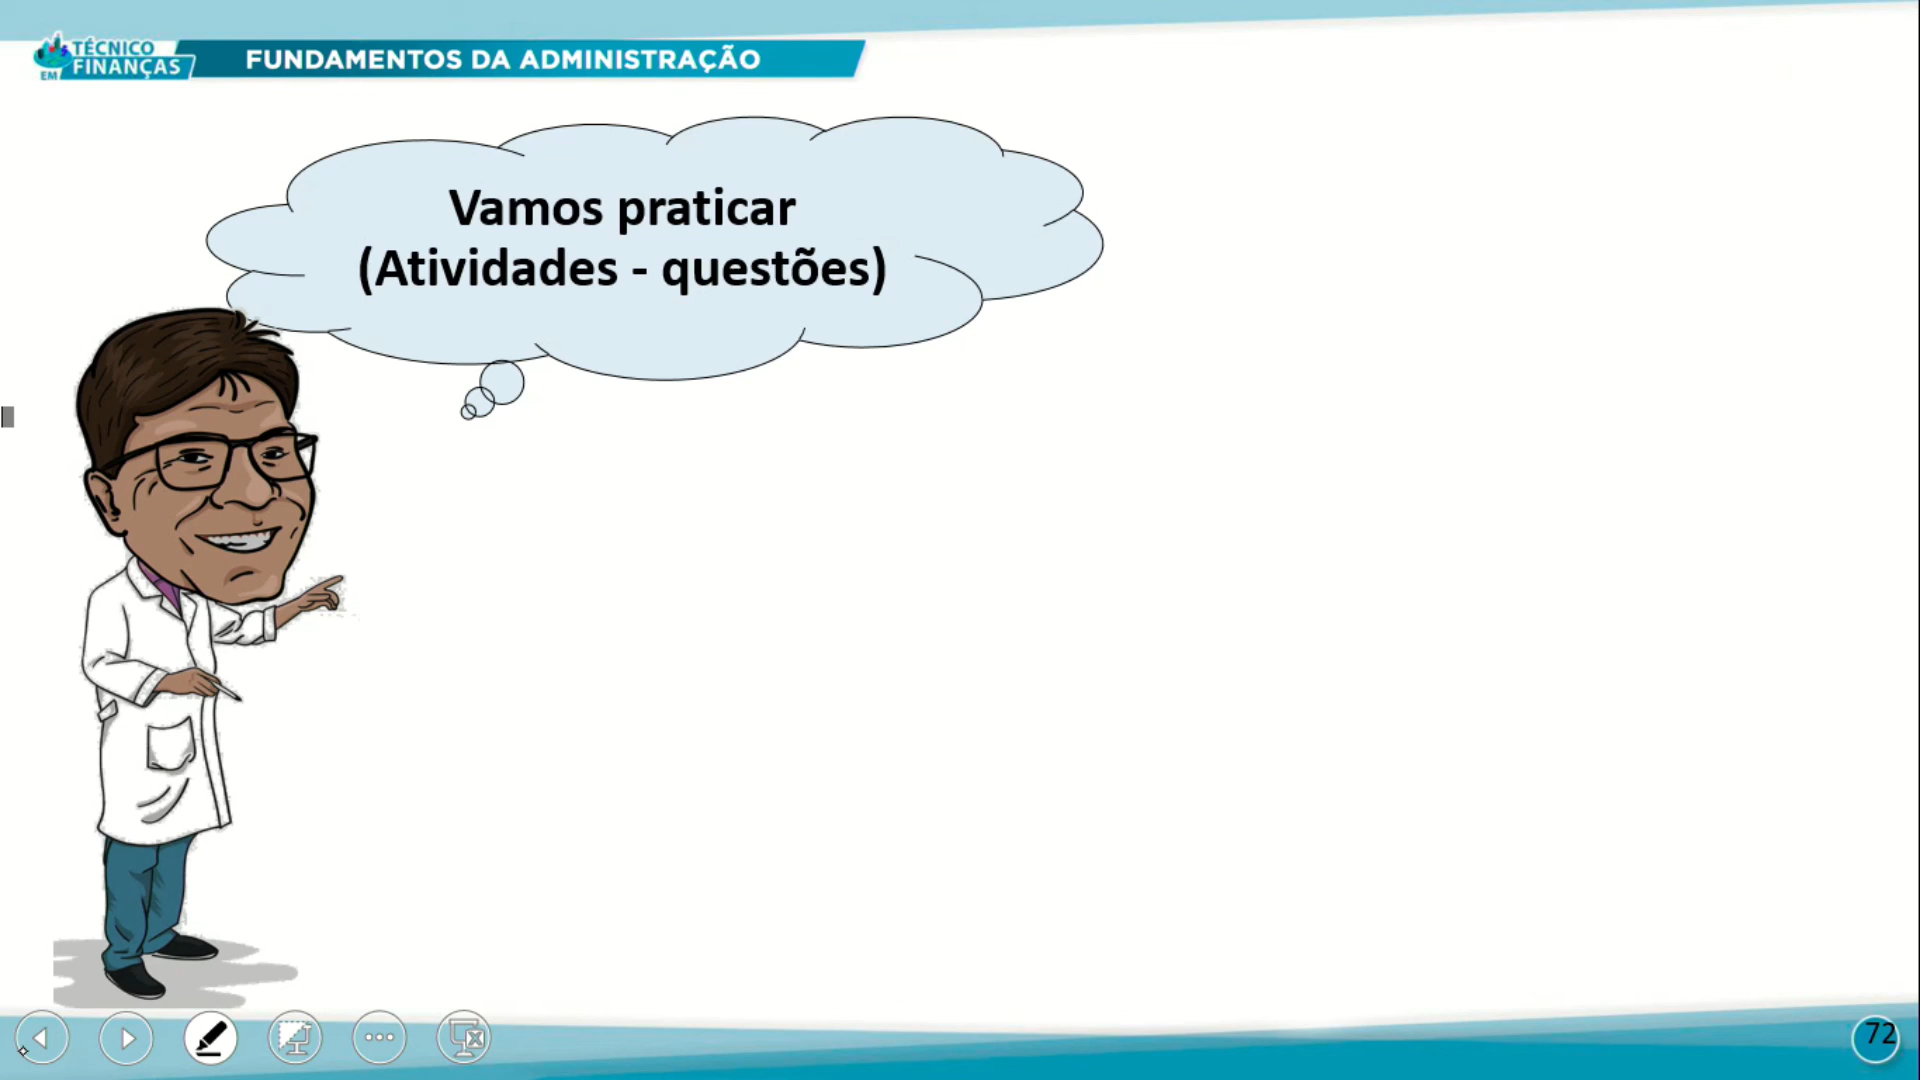 TÉCNICO
EM FINANÇAS
FUNDAMENTOS DA ADMINISTRAÇÃO
Vamos praticar
(Atividades - questões)
72